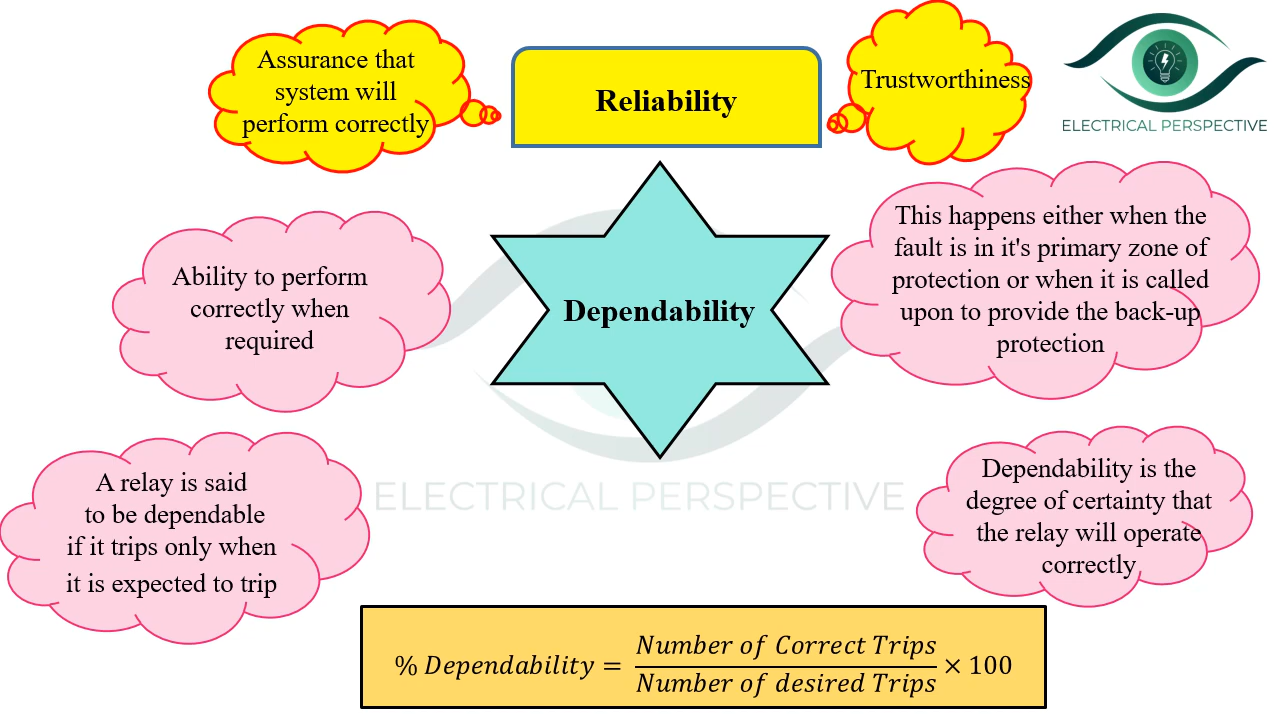 Assurance that
system will
perform correctly
Reliability
Trustworthiness
ELECTRICAL PERSPECTIVE
Ability to perform
correctly when
required
Dependability
This happens either when the
fault is in it's primary zone of
protection or when it is called
upon to provide the back-up
protection
A relay is said
to be dependable
if it trips only when
it is expected to trip
ELECTRICAL PERSPECTIVE
Dependability is the
degree of certainty that
the relay will operate
correctly
% Dependability = Number of Correct Trips / Number of desired Trips × 100